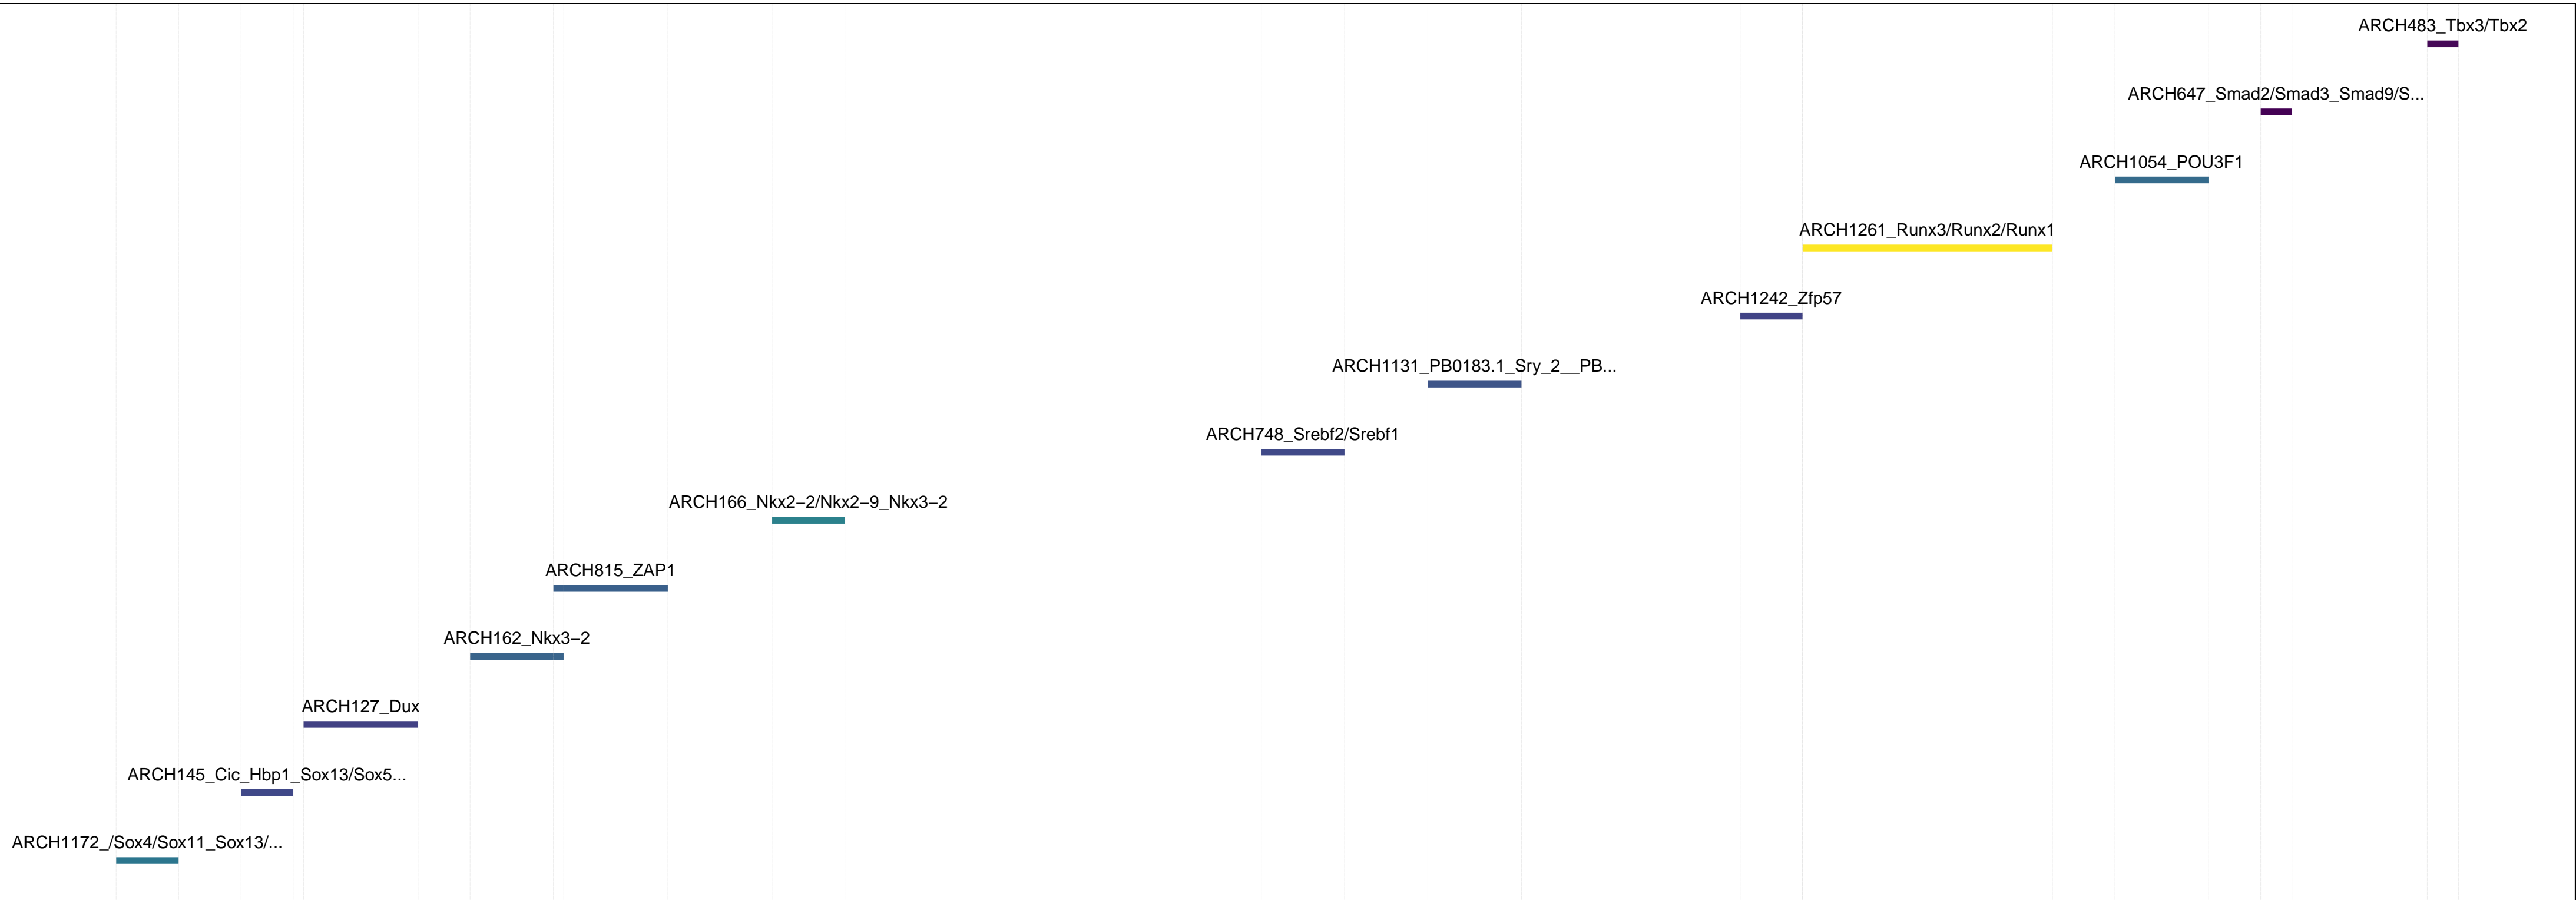 ARCH483_Tbx3/Tbx2
ARCH647_Smad2/Smad3_Smad9/S...
ARCH1054_POU3F1
ARCH1261_Runx3/Runx2/Runx1
ARCH1242_Zfp57
ARCH1131_PB0183.1_Sry_2__PB...
ARCH748_Srebf2/Srebf1
ARCH166_Nkx2−2/Nkx2−9_Nkx3−2
ARCH815_ZAP1
ARCH162_Nkx3−2
ARCH127_Dux
ARCH145_Cic_Hbp1_Sox13/Sox5...
ARCH1172_/Sox4/Sox11_Sox13/...